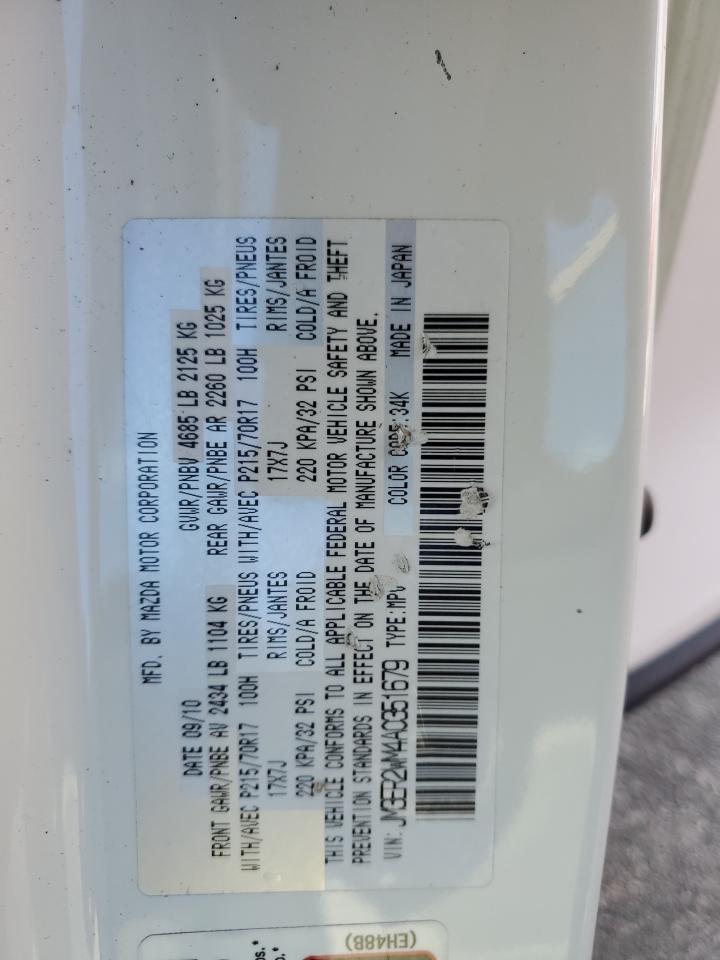 MFD. BY MAZDA MOTOR CORPORATION
DATE 09/10 GVWR/PNBV 4685 LB 2125 KG
FRONT GAWR/PNBE AV 2434 LB 1104 KG REAR GAWR/PNBE AR 2260 LB 1025 KG
WITH/AVEC P215/70R17 100H TIRES/PNEUS WITH/AVEC P215/70R17 100H TIRES/PNEUS
17X7J RIMS/JANTES 17X7J RIMS/JANTES
220 KPA/32 PSI COLD/A FROID 220 KPA/32 PSI COLD/A FROID
THIS VEHICLE CONFORMS TO ALL APPLICABLE FEDERAL MOTOR VEHICLE SAFETY AND THEFT
PREVENTION STANDARDS IN EFFECT ON THE DATE OF MANUFACTURE SHOWN ABOVE.
VIN: JM3ER2WM4A0351679 TYPE:MPV COLOR CODE:34K MADE IN JAPAN
(EH48B)